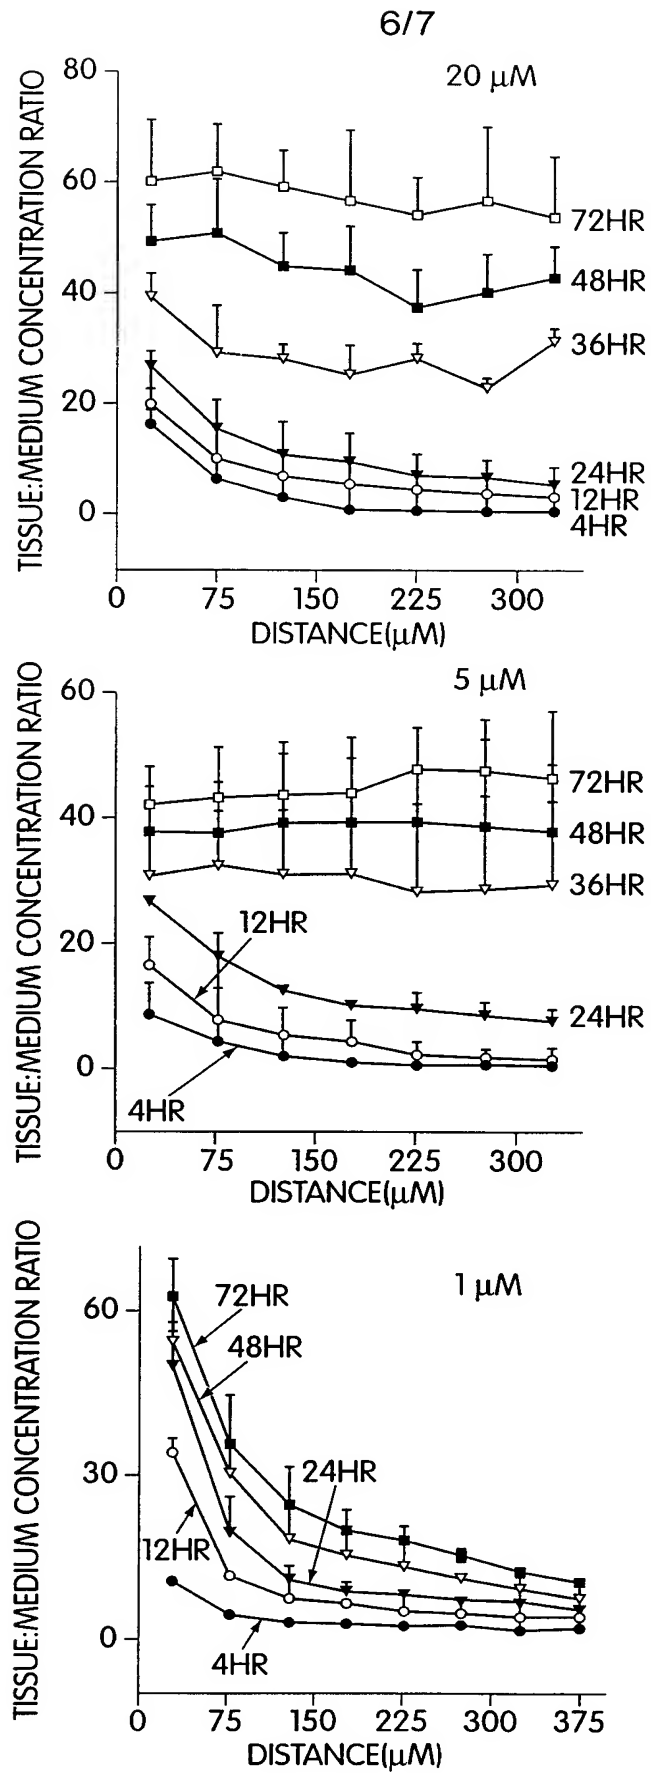 6/7
20 μM
TISSUE:MEDIUM CONCENTRATION RATIO
80
60
40
20
0
72HR
48HR
36HR
24HR
12HR
4HR
0 75 150 225 300
DISTANCE(μM)
5 μM
TISSUE:MEDIUM CONCENTRATION RATIO
60
40
20
0
72HR
48HR
36HR
12HR
24HR
4HR
0 75 150 225 300
DISTANCE(μM)
1 μM
TISSUE:MEDIUM CONCENTRATION RATIO
60
30
0
72HR
48HR
24HR
12HR
4HR
0 75 150 225 300 375
DISTANCE(μM)